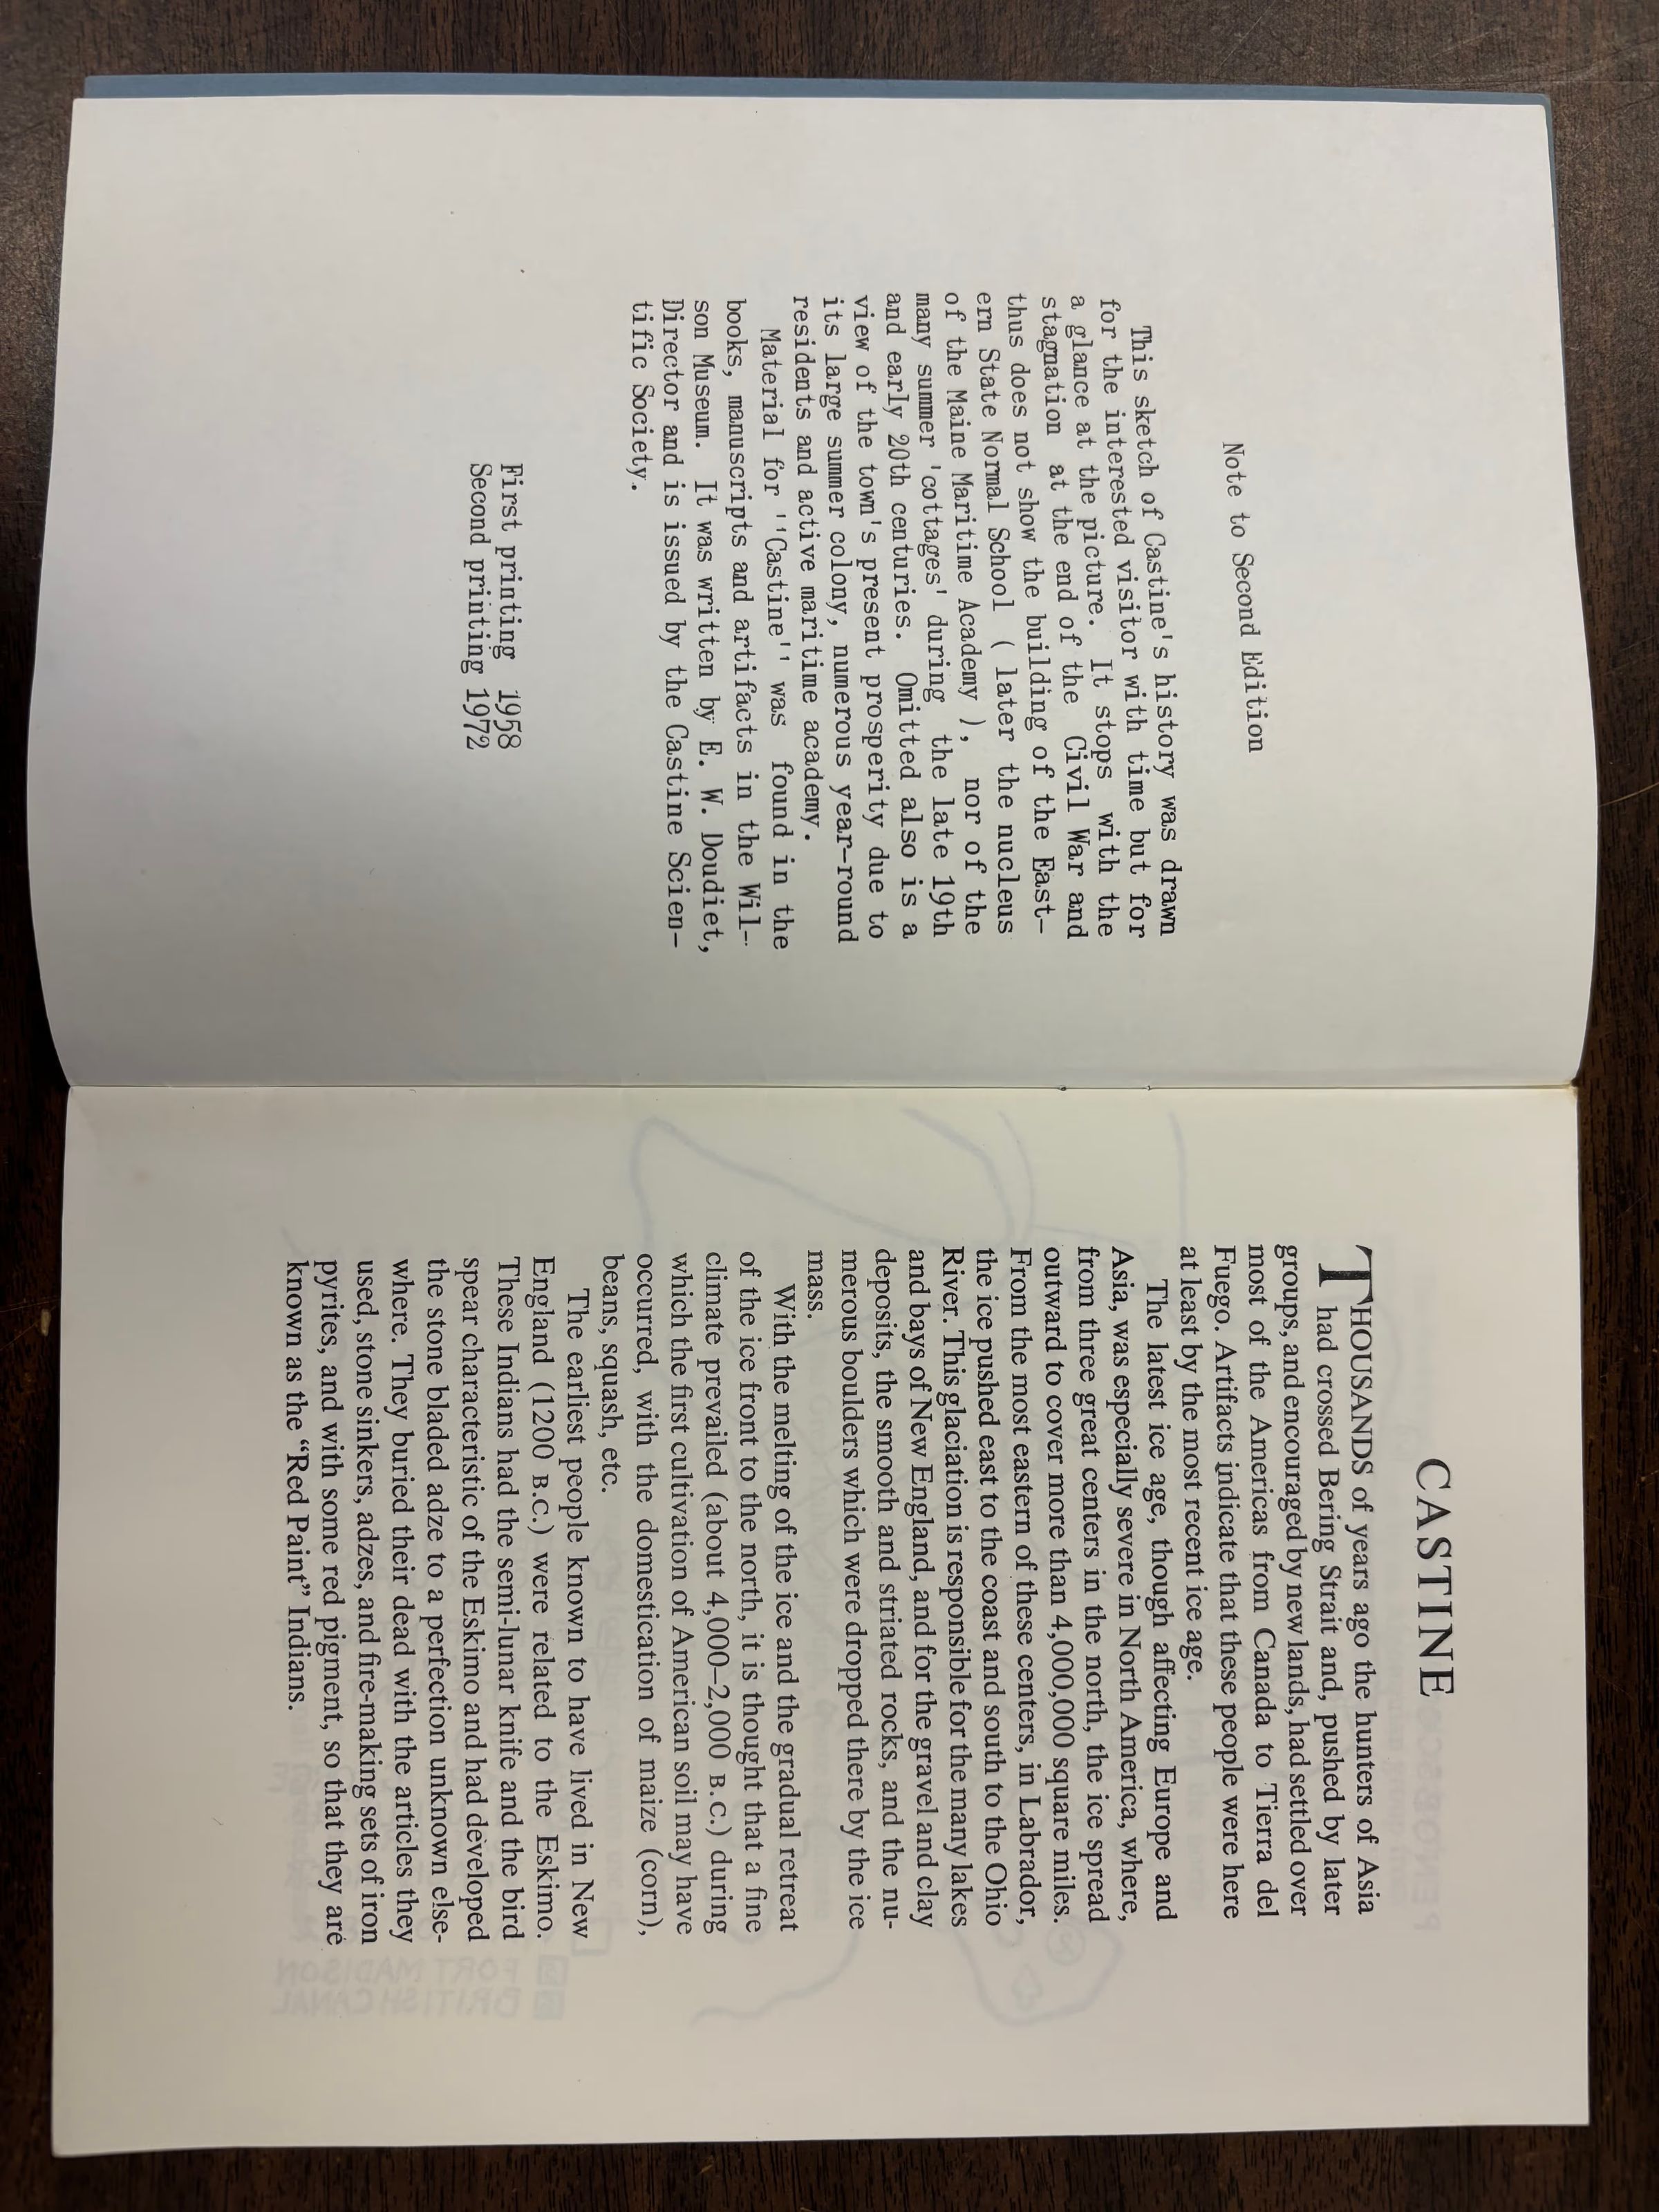 Note to Second Edition
This sketch of Castine's history was drawn
for the interested visitor with time but for
a glance at the picture. It stops with the
stagnation at the end of the Civil War and
thus does not show the building of the East-
ern State Normal School ( later the nucleus
of the Maine Maritime Academy ), nor of the
many summer 'cottages' during the late 19th
and early 20th centuries. Omitted also is a
view of the town's present prosperity due to
its large summer colony, numerous year-round
residents and active maritime academy.
Material for ''Castine'' was found in the
books, manuscripts and artifacts in the Wil-
son Museum. It was written by E. W. Doudiet,
Director and is issued by the Castine Scien-
tific Society.
First printing 1958
Second printing 1972
CASTINE
THOUSANDS of years ago the hunters of Asia
had crossed Bering Strait and, pushed by later
groups, and encouraged by new lands, had settled over
most of the Americas from Canada to Tierra del
Fuego. Artifacts indicate that these people were here
at least by the most recent ice age.
The latest ice age, though affecting Europe and
Asia, was especially severe in North America, where,
from three great centers in the north, the ice spread
outward to cover more than 4,000,000 square miles.
From the most eastern of these centers, in Labrador,
the ice pushed east to the coast and south to the Ohio
River. This glaciation is responsible for the many lakes
and bays of New England, and for the gravel and clay
deposits, the smooth and striated rocks, and the nu-
merous boulders which were dropped there by the ice
mass.
With the melting of the ice and the gradual retreat
of the ice front to the north, it is thought that a fine
climate prevailed (about 4,000–2,000 B.C.) during
which the first cultivation of American soil may have
occurred, with the domestication of maize (corn),
beans, squash, etc.
The earliest people known to have lived in New
England (1200 B.C.) were related to the Eskimo.
These Indians had the semi-lunar knife and the bird
spear characteristic of the Eskimo and had developed
the stone bladed adze to a perfection unknown else-
where. They buried their dead with the articles they
used, stone sinkers, adzes, and fire-making sets of iron
pyrites, and with some red pigment, so that they are
known as the “Red Paint” Indians.
FORT MADISON
BRITISH CANAL